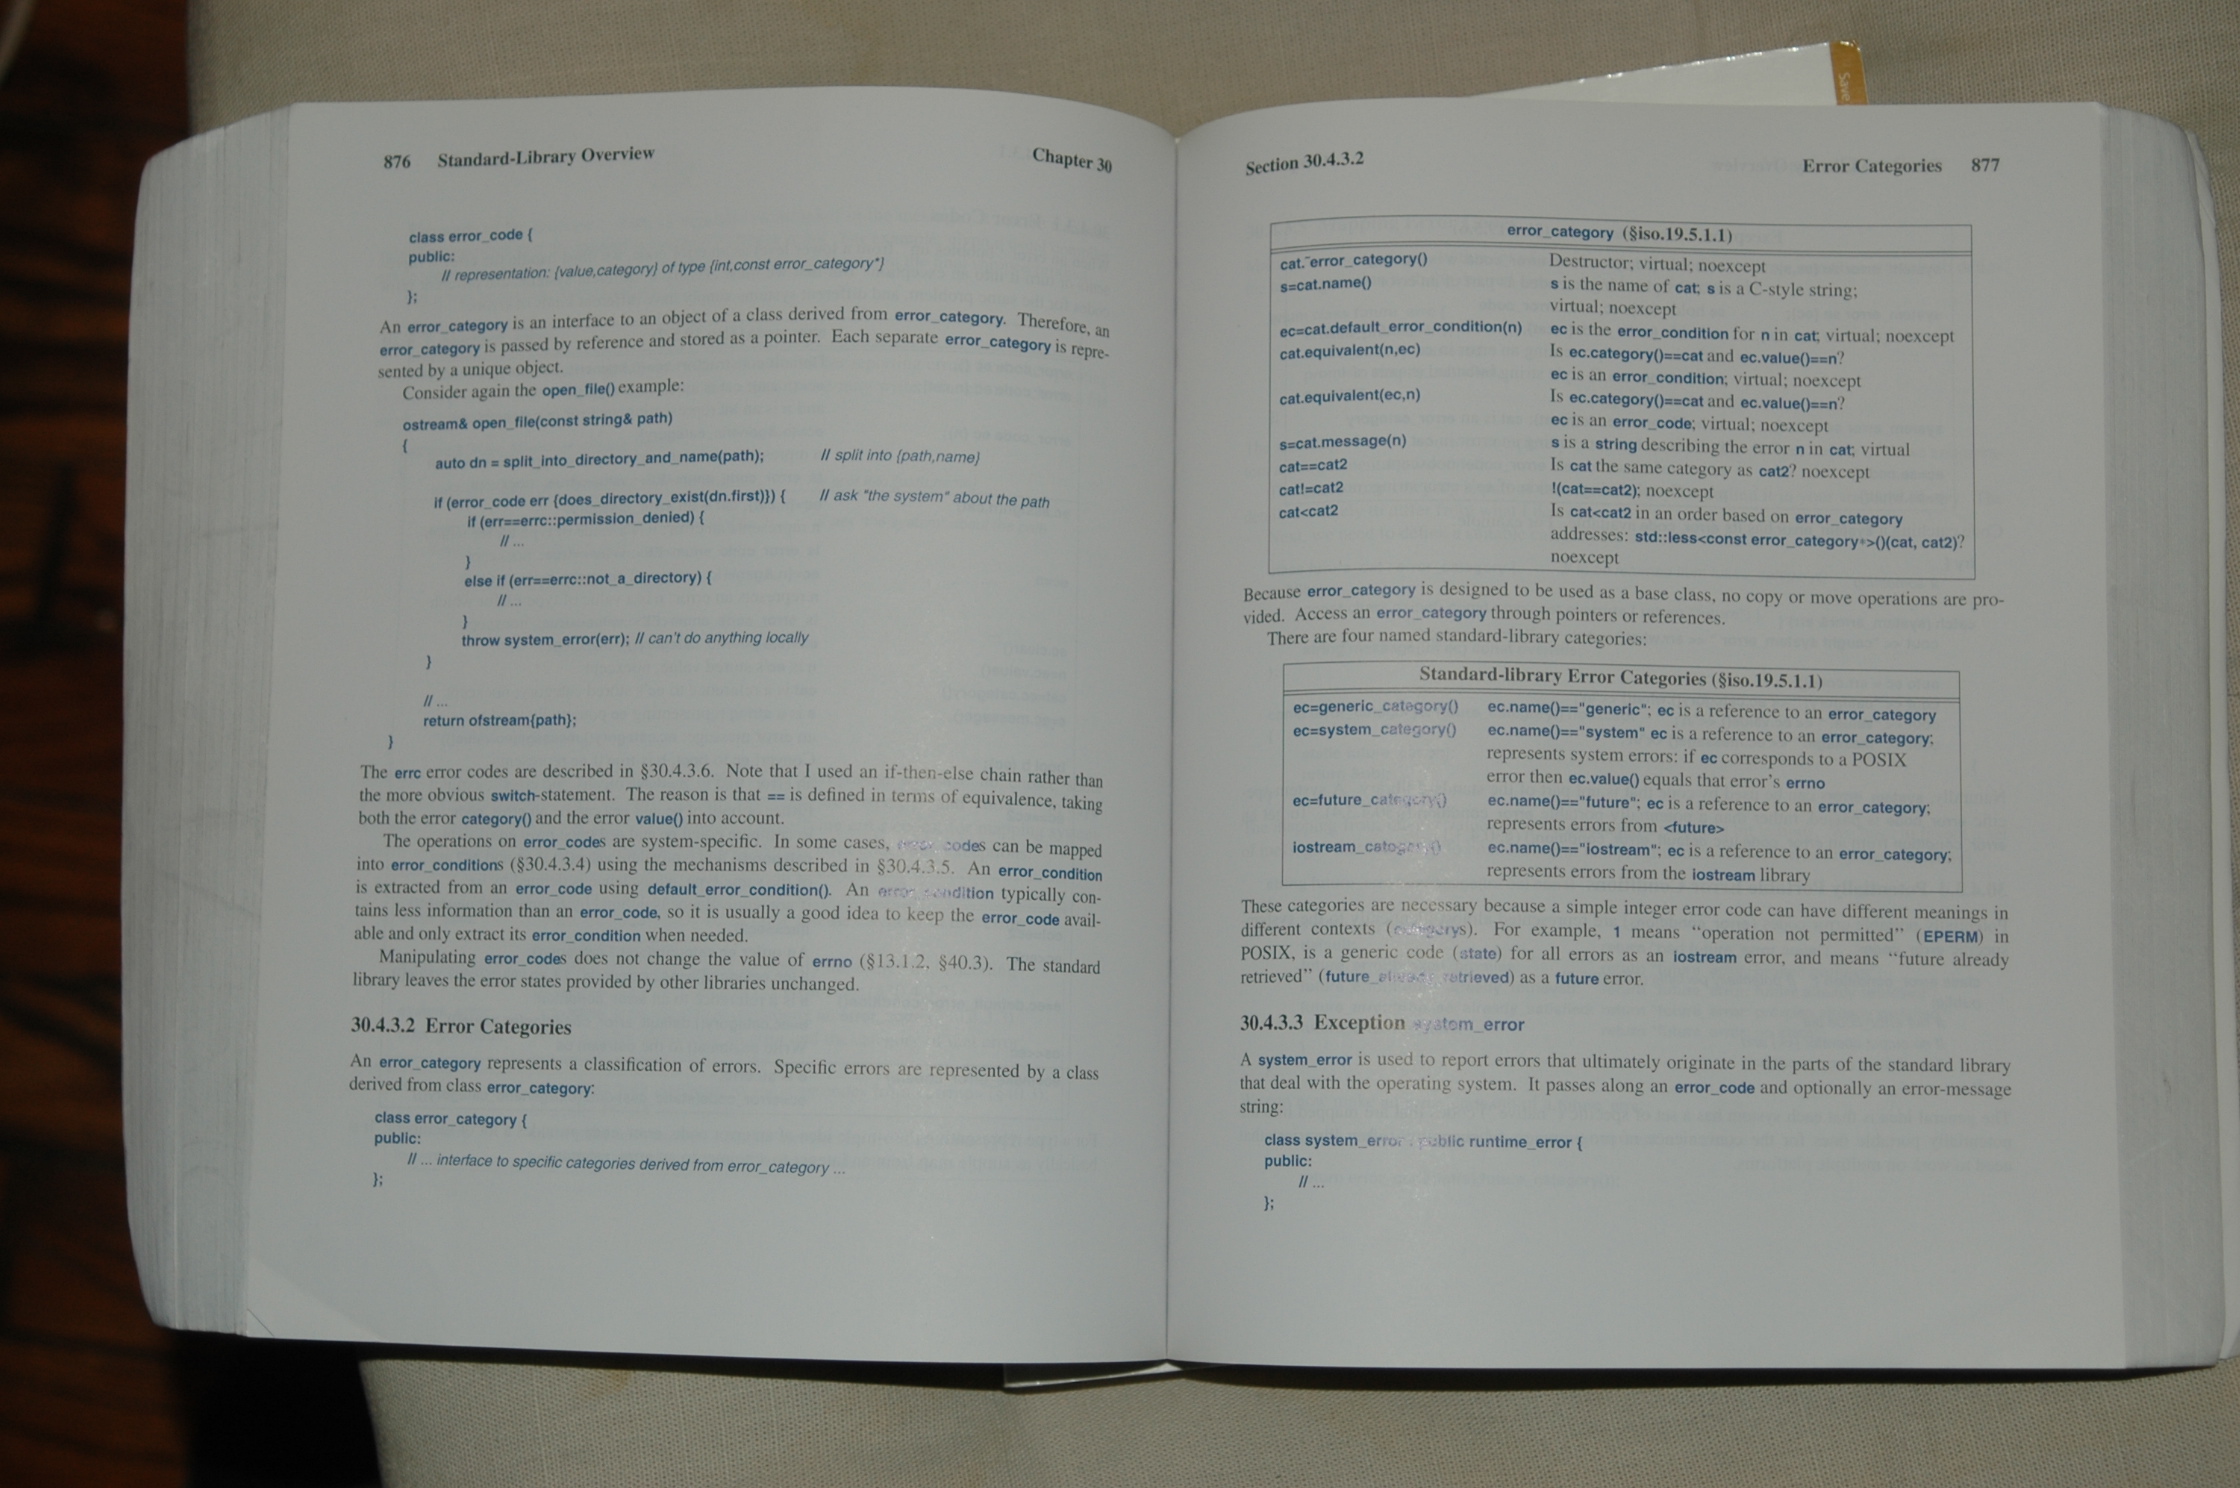 876 Standard-Library Overview Chapter 30
class error_code {
public:
// representation: {value,category} of type {int,const error_category*}
};
An error_category is an interface to an object of a class derived from error_category. Therefore, an
error_category is passed by reference and stored as a pointer. Each separate error_category is repre-
sented by a unique object.
Consider again the open_file() example:
ostream& open_file(const string& path)
{
auto dn = split_into_directory_and_name(path); // split into {path,name}
if (error_code err {does_directory_exist(dn.first)}) { // ask "the system" about the path
if (err==errc::permission_denied) {
// ...
}
else if (err==errc::not_a_directory) {
// ...
}
throw system_error(err); // can't do anything locally
}
// ...
return ofstream{path};
}
The errc error codes are described in §30.4.3.6. Note that I used an if-then-else chain rather than
the more obvious switch-statement. The reason is that == is defined in terms of equivalence, taking
both the error category() and the error value() into account.
The operations on error_codes are system-specific. In some cases, error_codes can be mapped
into error_conditions (§30.4.3.4) using the mechanisms described in §30.4.3.5. An error_condition
is extracted from an error_code using default_error_condition(). An error_condition typically con-
tains less information than an error_code, so it is usually a good idea to keep the error_code avail-
able and only extract its error_condition when needed.
Manipulating error_codes does not change the value of errno (§13.1.2, §40.3). The standard
library leaves the error states provided by other libraries unchanged.
30.4.3.2 Error Categories
An error_category represents a classification of errors. Specific errors are represented by a class
derived from class error_category:
class error_category {
public:
// ... interface to specific categories derived from error_category ...
};
Section 30.4.3.2 Error Categories 877
error_category (§iso.19.5.1.1)
cat.~error_category() Destructor; virtual; noexcept
s=cat.name() s is the name of cat; s is a C-style string;
virtual; noexcept
ec=cat.default_error_condition(n) ec is the error_condition for n in cat; virtual; noexcept
cat.equivalent(n,ec) Is ec.category()==cat and ec.value()==n?
ec is an error_condition; virtual; noexcept
cat.equivalent(ec,n) Is ec.category()==cat and ec.value()==n?
ec is an error_code; virtual; noexcept
s=cat.message(n) s is a string describing the error n in cat; virtual
cat==cat2 Is cat the same category as cat2? noexcept
cat!=cat2 !(cat==cat2); noexcept
cat<cat2 Is cat<cat2 in an order based on error_category
addresses: std::less<const error_category*>()(cat, cat2)?
noexcept
Because error_category is designed to be used as a base class, no copy or move operations are pro-
vided. Access an error_category through pointers or references.
There are four named standard-library categories:
Standard-library Error Categories (§iso.19.5.1.1)
ec=generic_category() ec.name()=="generic"; ec is a reference to an error_category
ec=system_category() ec.name()=="system" ec is a reference to an error_category;
represents system errors: if ec corresponds to a POSIX
error then ec.value() equals that error's errno
ec=future_category() ec.name()=="future"; ec is a reference to an error_category;
represents errors from <future>
iostream_category() ec.name()=="iostream"; ec is a reference to an error_category;
represents errors from the iostream library
These categories are necessary because a simple integer error code can have different meanings in
different contexts (categorys). For example, 1 means "operation not permitted" (EPERM) in
POSIX, is a generic code (state) for all errors as an iostream error, and means "future already
retrieved" (future_already_retrieved) as a future error.
30.4.3.3 Exception system_error
A system_error is used to report errors that ultimately originate in the parts of the standard library
that deal with the operating system. It passes along an error_code and optionally an error-message
string:
class system_error : public runtime_error {
public:
// ...
};
Save